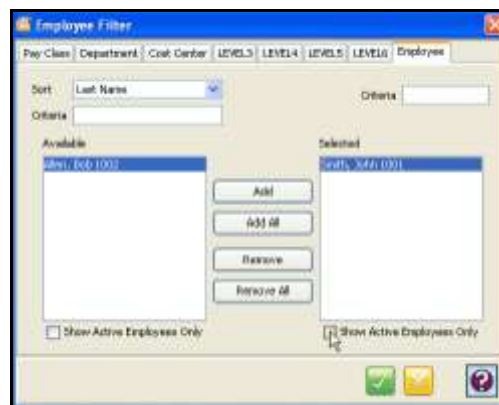 Employee Filter
Pay Class Department Cost Center LEVEL3 LEVEL4 LEVEL5 LEVEL6 Employee
Sort Last Name Criteria
Criteria
Available Selected
Allen, Bob 1002 Smith, John 1001
Add
Add All
Remove
Remove All
Show Active Employees Only Show Active Employees Only
?